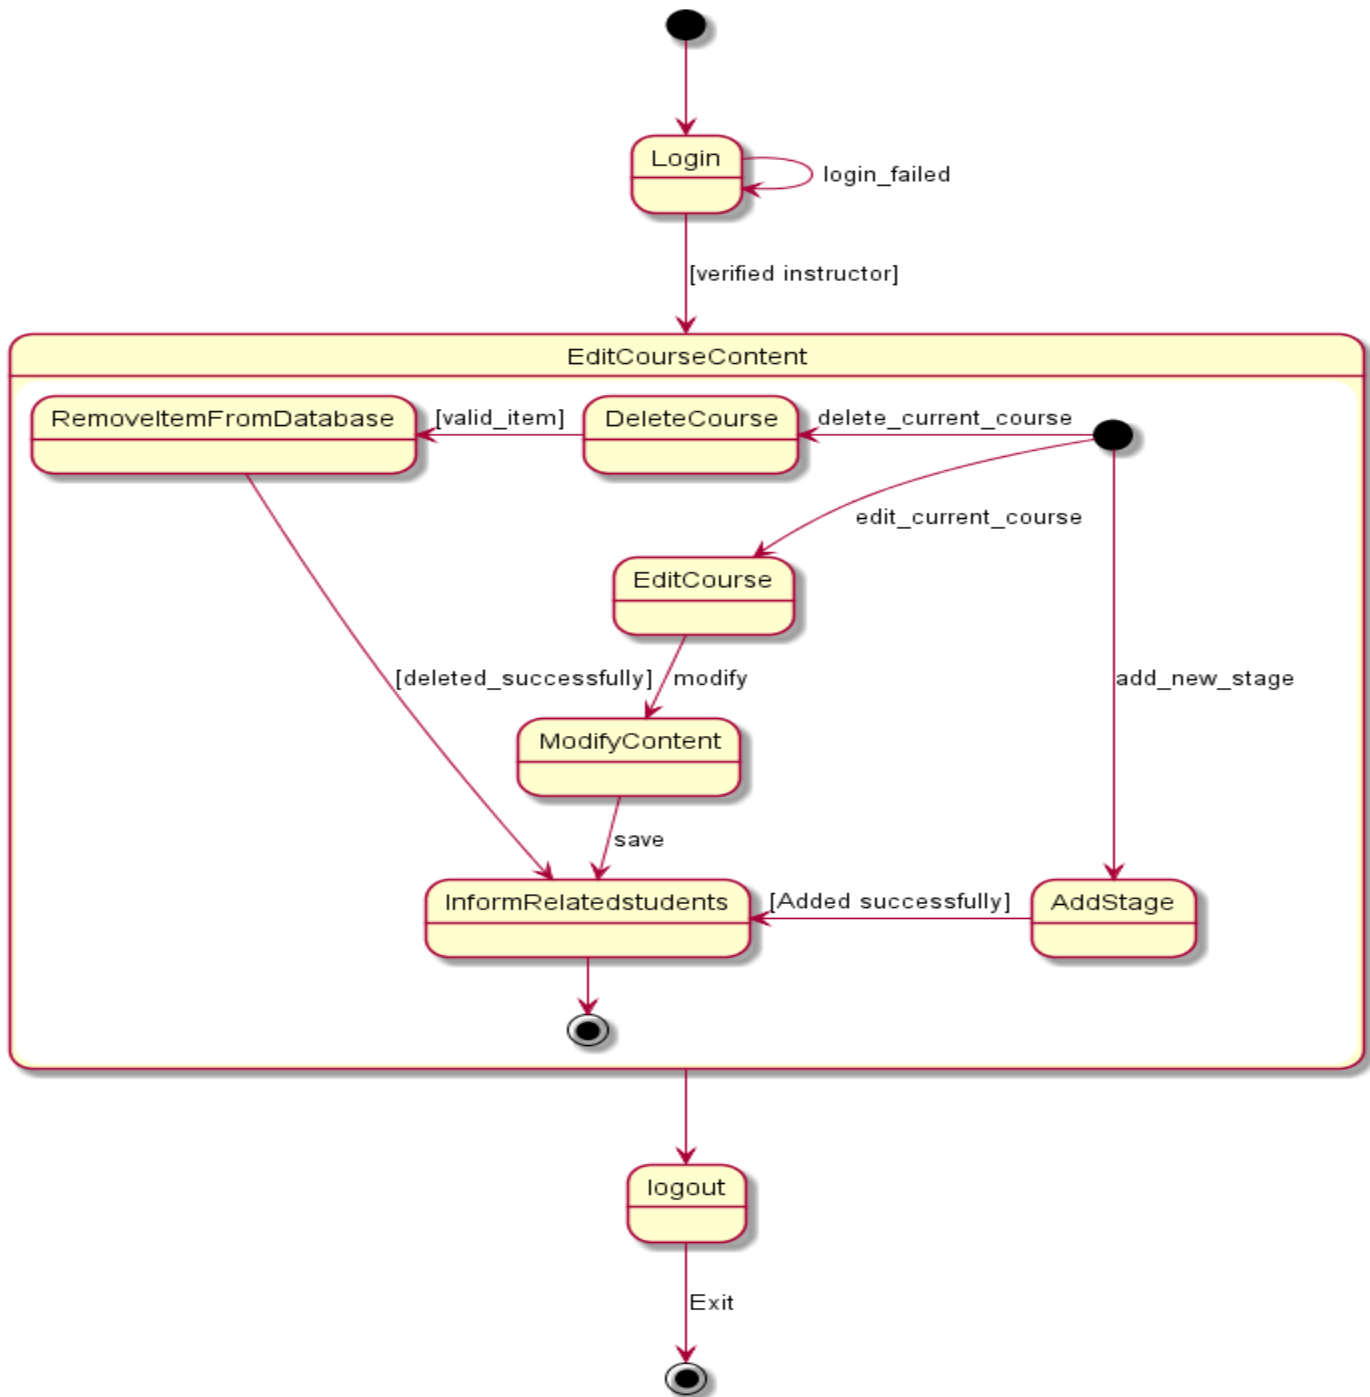 Login
login_failed
[verified instructor]
EditCourseContent
RemoveItemFromDatabase
[valid_item]
DeleteCourse
delete_current_course
edit_current_course
EditCourse
[deleted_successfully]
modify
add_new_stage
ModifyContent
save
InformRelatedstudents
[Added successfully]
AddStage
logout
Exit